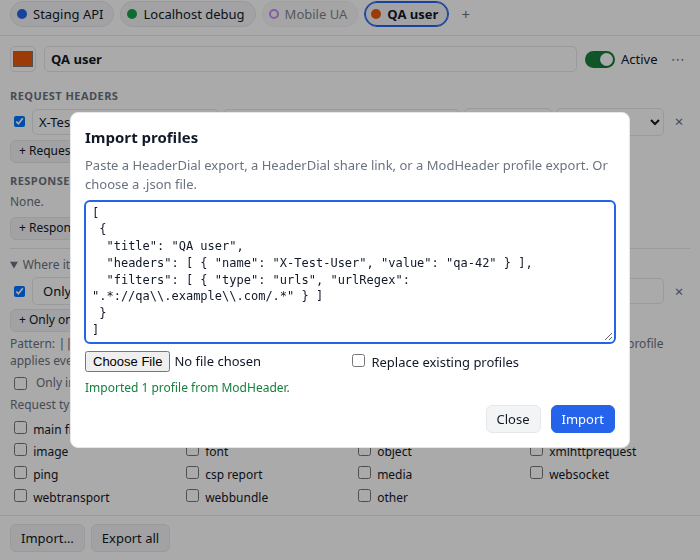 Staging API Localhost debug Mobile UA QA user +
QA user Active ...
REQUEST HEADERS
X-Tes ×
+ Reques
RESPONSE
None.
+ Respon
Where it
Only ×
+ Only on
Pattern: || profile
applies eve
Only in
Request ty
main f
image font object xmlhttprequest
ping csp report media websocket
webtransport webbundle other
Import... Export all
Import profiles
Paste a HeaderDial export, a HeaderDial share link, or a ModHeader profile export. Or
choose a .json file.
[
{
"title": "QA user",
"headers": [ { "name": "X-Test-User", "value": "qa-42" } ],
"filters": [ { "type": "urls", "urlRegex":
".*://qa\\.example\\.com/.*" } ]
}
]
Choose File No file chosen Replace existing profiles
Imported 1 profile from ModHeader.
Close Import